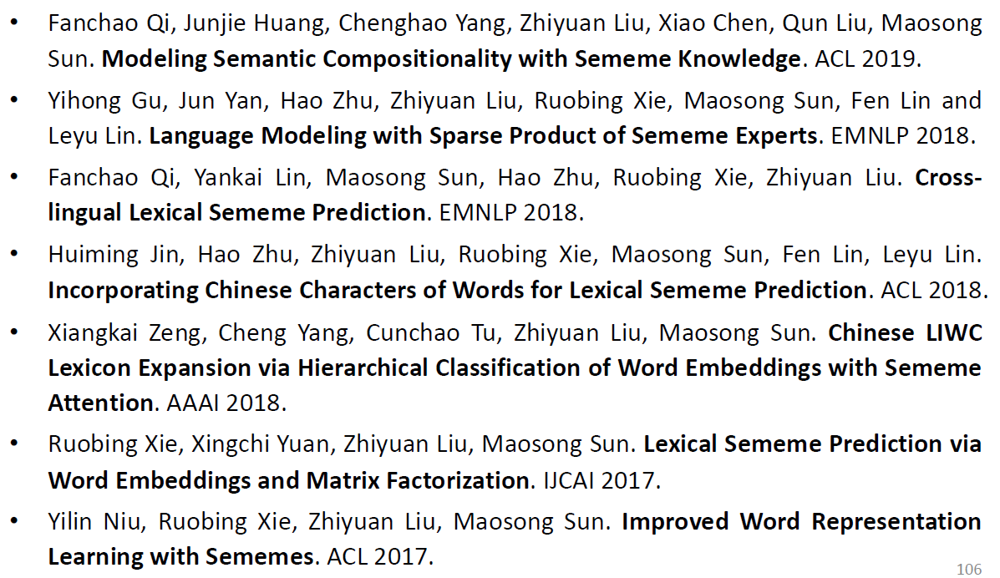 • Fanchao Qi, Junjie Huang, Chenghao Yang, Zhiyuan Liu, Xiao Chen, Qun Liu, Maosong
Sun. Modeling Semantic Compositionality with Sememe Knowledge. ACL 2019.
• Yihong Gu, Jun Yan, Hao Zhu, Zhiyuan Liu, Ruobing Xie, Maosong Sun, Fen Lin and
Leyu Lin. Language Modeling with Sparse Product of Sememe Experts. EMNLP 2018.
• Fanchao Qi, Yankai Lin, Maosong Sun, Hao Zhu, Ruobing Xie, Zhiyuan Liu. Cross-
lingual Lexical Sememe Prediction. EMNLP 2018.
• Huiming Jin, Hao Zhu, Zhiyuan Liu, Ruobing Xie, Maosong Sun, Fen Lin, Leyu Lin.
Incorporating Chinese Characters of Words for Lexical Sememe Prediction. ACL 2018.
• Xiangkai Zeng, Cheng Yang, Cunchao Tu, Zhiyuan Liu, Maosong Sun. Chinese LIWC
Lexicon Expansion via Hierarchical Classification of Word Embeddings with Sememe
Attention. AAAI 2018.
• Ruobing Xie, Xingchi Yuan, Zhiyuan Liu, Maosong Sun. Lexical Sememe Prediction via
Word Embeddings and Matrix Factorization. IJCAI 2017.
• Yilin Niu, Ruobing Xie, Zhiyuan Liu, Maosong Sun. Improved Word Representation
Learning with Sememes. ACL 2017.
106